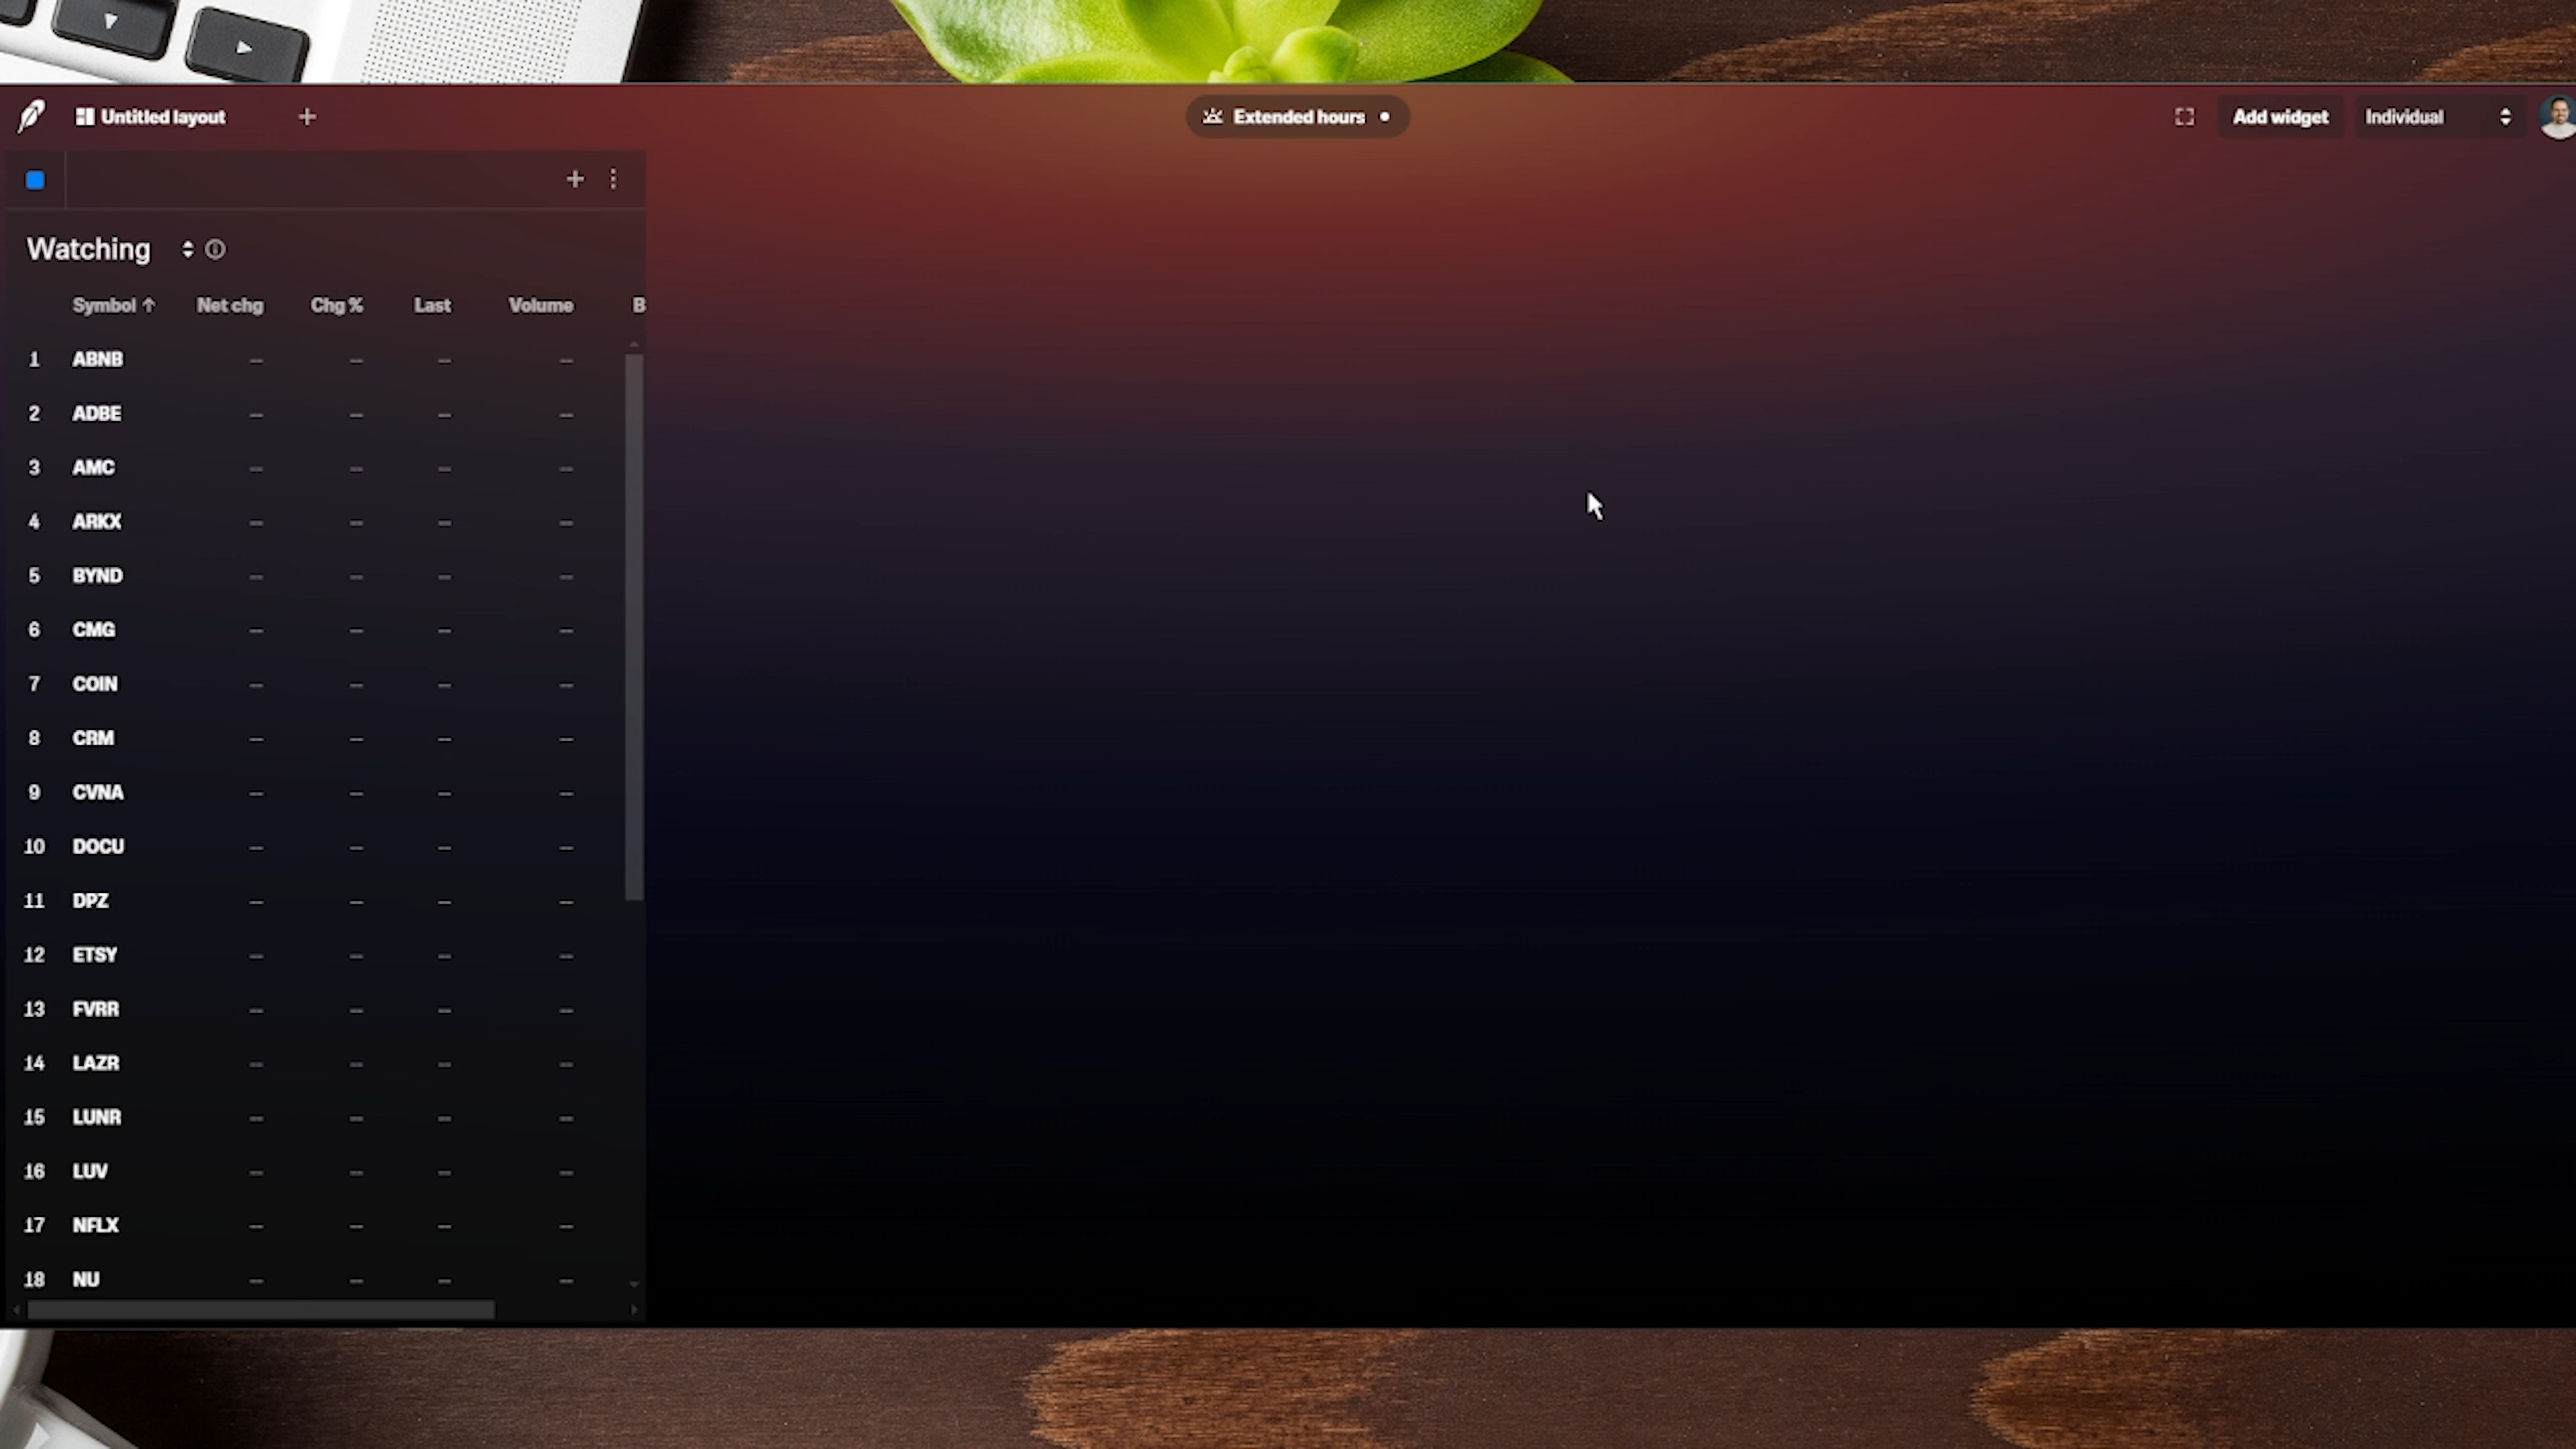 Untitled layout
Extended hours
Add widget
Individual
Watching
Symbol ↑ Net chg Chg % Last Volume B
1 ABNB -- -- -- --
2 ADBE -- -- -- --
3 AMC -- -- -- --
4 ARKX -- -- -- --
5 BYND -- -- -- --
6 CMG -- -- -- --
7 COIN -- -- -- --
8 CRM -- -- -- --
9 CVNA -- -- -- --
10 DOCU -- -- -- --
11 DPZ -- -- -- --
12 ETSY -- -- -- --
13 FVRR -- -- -- --
14 LAZR -- -- -- --
15 LUNR -- -- -- --
16 LUV -- -- -- --
17 NFLX -- -- -- --
18 NU -- -- -- --